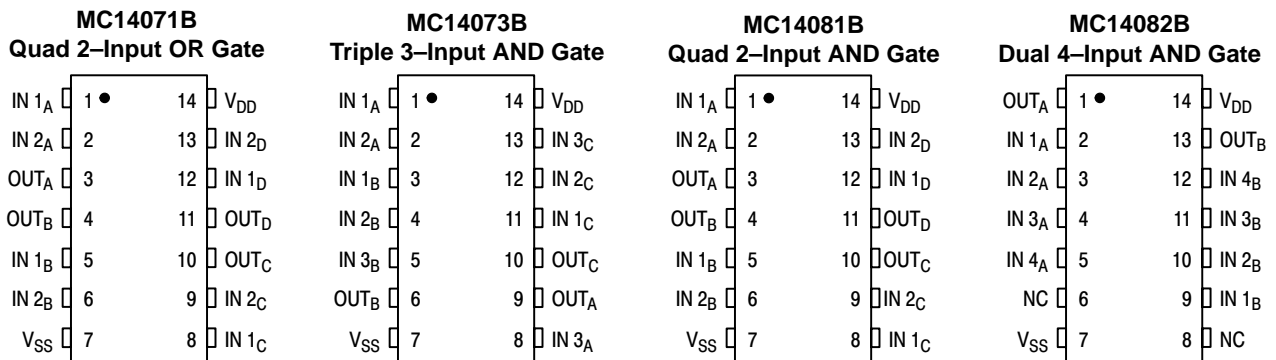 MC14071B
Quad 2–Input OR Gate
IN 1A 1 14 VDD
IN 2A 2 13 IN 2D
OUTA 3 12 IN 1D
OUTB 4 11 OUTD
IN 1B 5 10 OUTC
IN 2B 6 9 IN 2C
VSS 7 8 IN 1C
MC14073B
Triple 3–Input AND Gate
IN 1A 1 14 VDD
IN 2A 2 13 IN 3C
IN 1B 3 12 IN 2C
IN 2B 4 11 IN 1C
IN 3B 5 10 OUTC
OUTB 6 9 OUTA
VSS 7 8 IN 3A
MC14081B
Quad 2–Input AND Gate
IN 1A 1 14 VDD
IN 2A 2 13 IN 2D
OUTA 3 12 IN 1D
OUTB 4 11 OUTD
IN 1B 5 10 OUTC
IN 2B 6 9 IN 2C
VSS 7 8 IN 1C
MC14082B
Dual 4–Input AND Gate
OUTA 1 14 VDD
IN 1A 2 13 OUTB
IN 2A 3 12 IN 4B
IN 3A 4 11 IN 3B
IN 4A 5 10 IN 2B
NC 6 9 IN 1B
VSS 7 8 NC